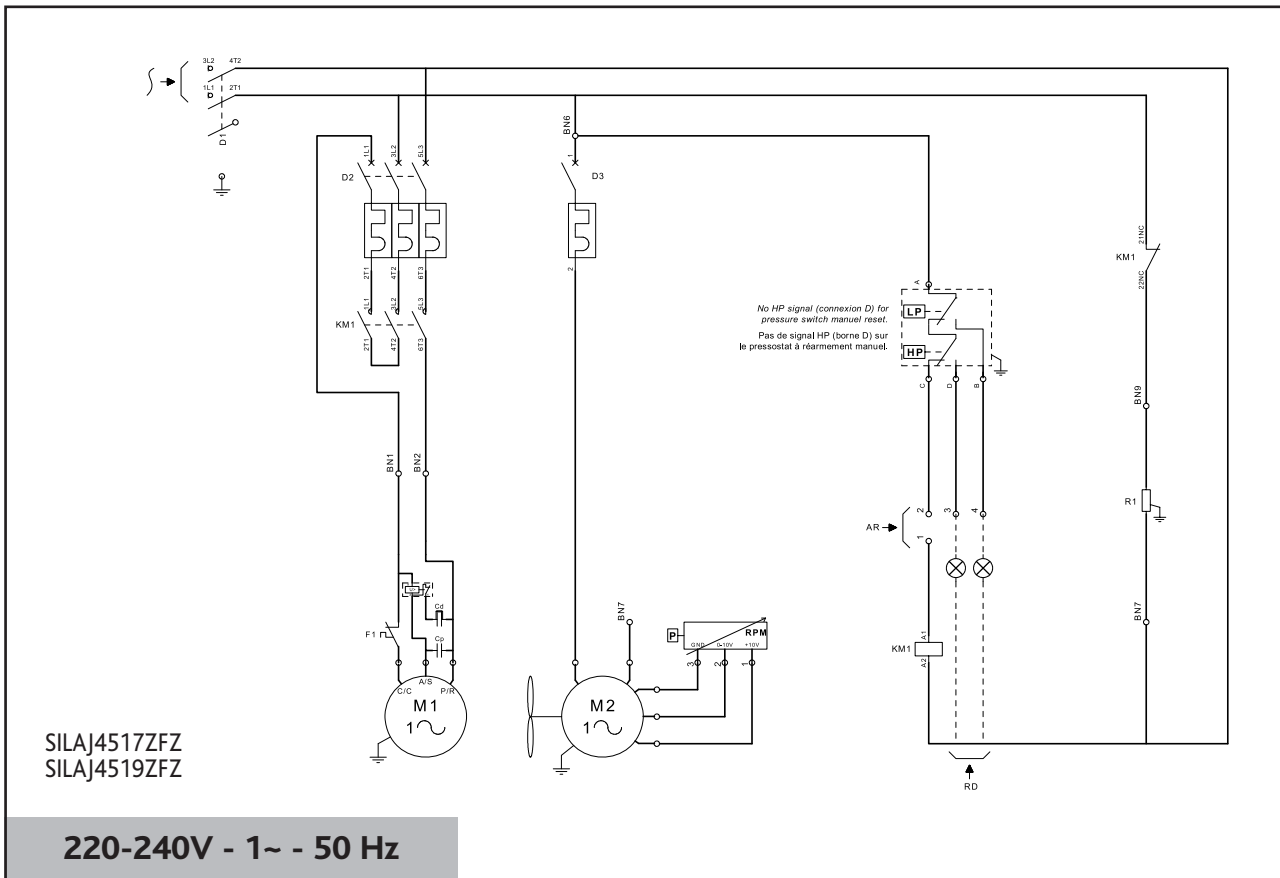 3L2 4T2
1L1 2T1
D1
BN6
1L1 3L2 5L3
D2
1
D3
2T1 4T2 6T3
2
1L1 3L2 5L3
KM1
2T1 4T2 6T3
21NC
KM1
22NC
A
No HP signal (connexion D) for
pressure switch manuel reset.
LP
Pas de signal HP (borne D) sur
le pressostat à réarmement manuel.
HP
C D B
BN9
BN1 BN2
R1
AR
2 3 4
1
Cd
BN7
BN7
F1
Cp
P
RPM
GND 0-10V +10V
3 2 1
A1
KM1
A2
C/C A/S P/R
M1
1
M2
1
SILAJ4517ZFZ
SILAJ4519ZFZ
RD
220-240V - 1~ - 50 Hz